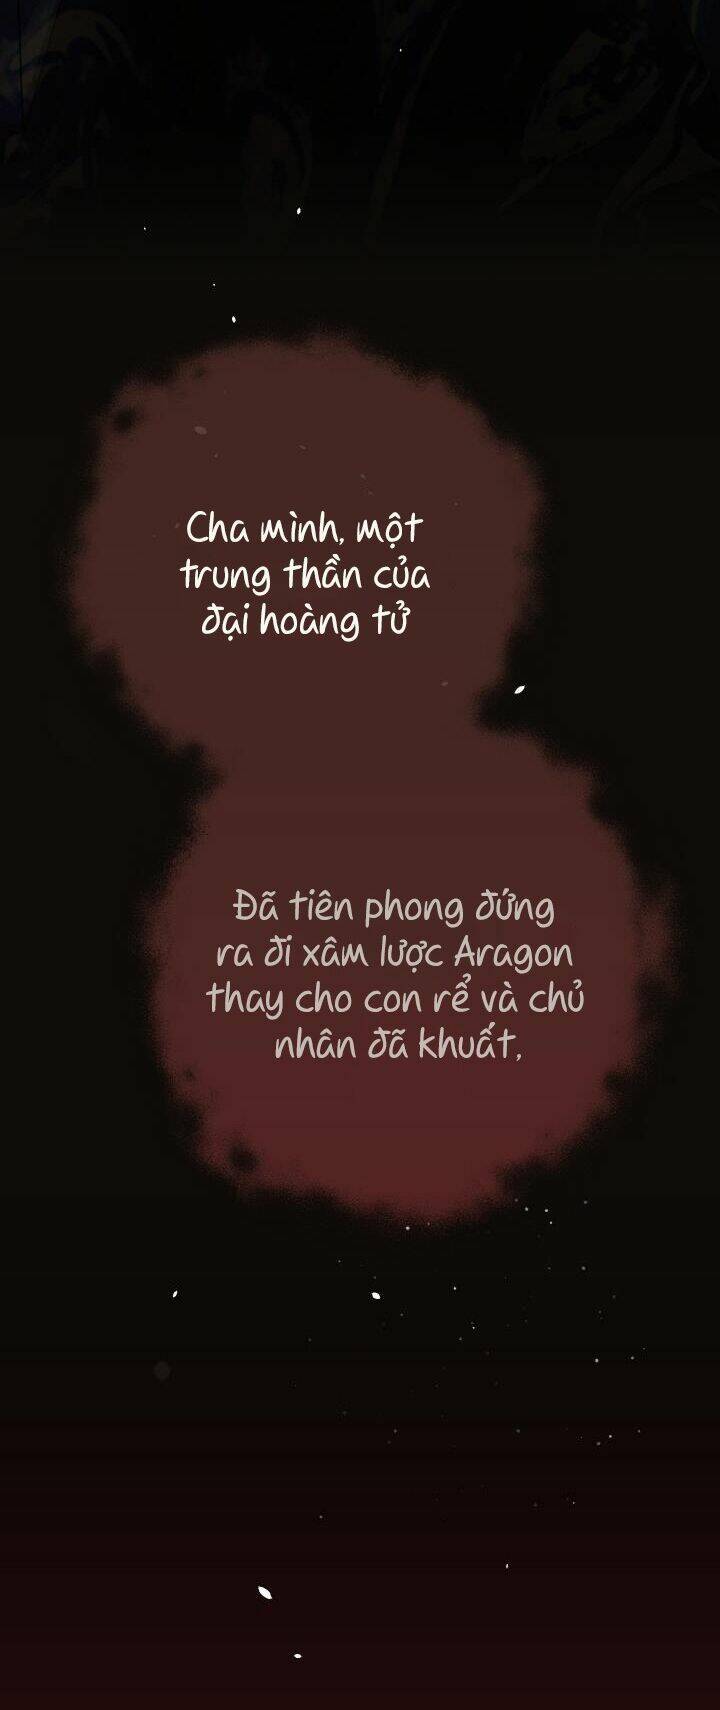 Cha mình, một
trung thần của
đại hoàng tử
Đã tiên phong đứng
ra đi xâm lược Aragon
thay cho con rể và chủ
nhân đã khuất,